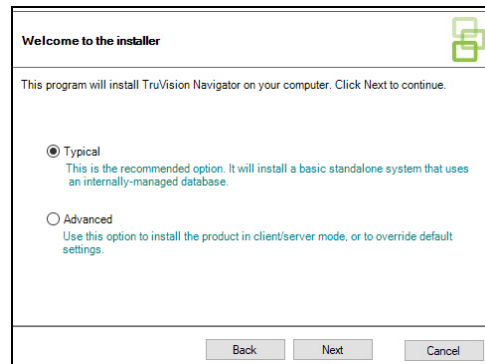 Welcome to the installer
This program will install TruVision Navigator on your computer. Click Next to continue.
Typical
This is the recommended option. It will install a basic standalone system that uses
an internally-managed database.
Advanced
Use this option to install the product in client/server mode, or to override default
settings.
Back Next Cancel